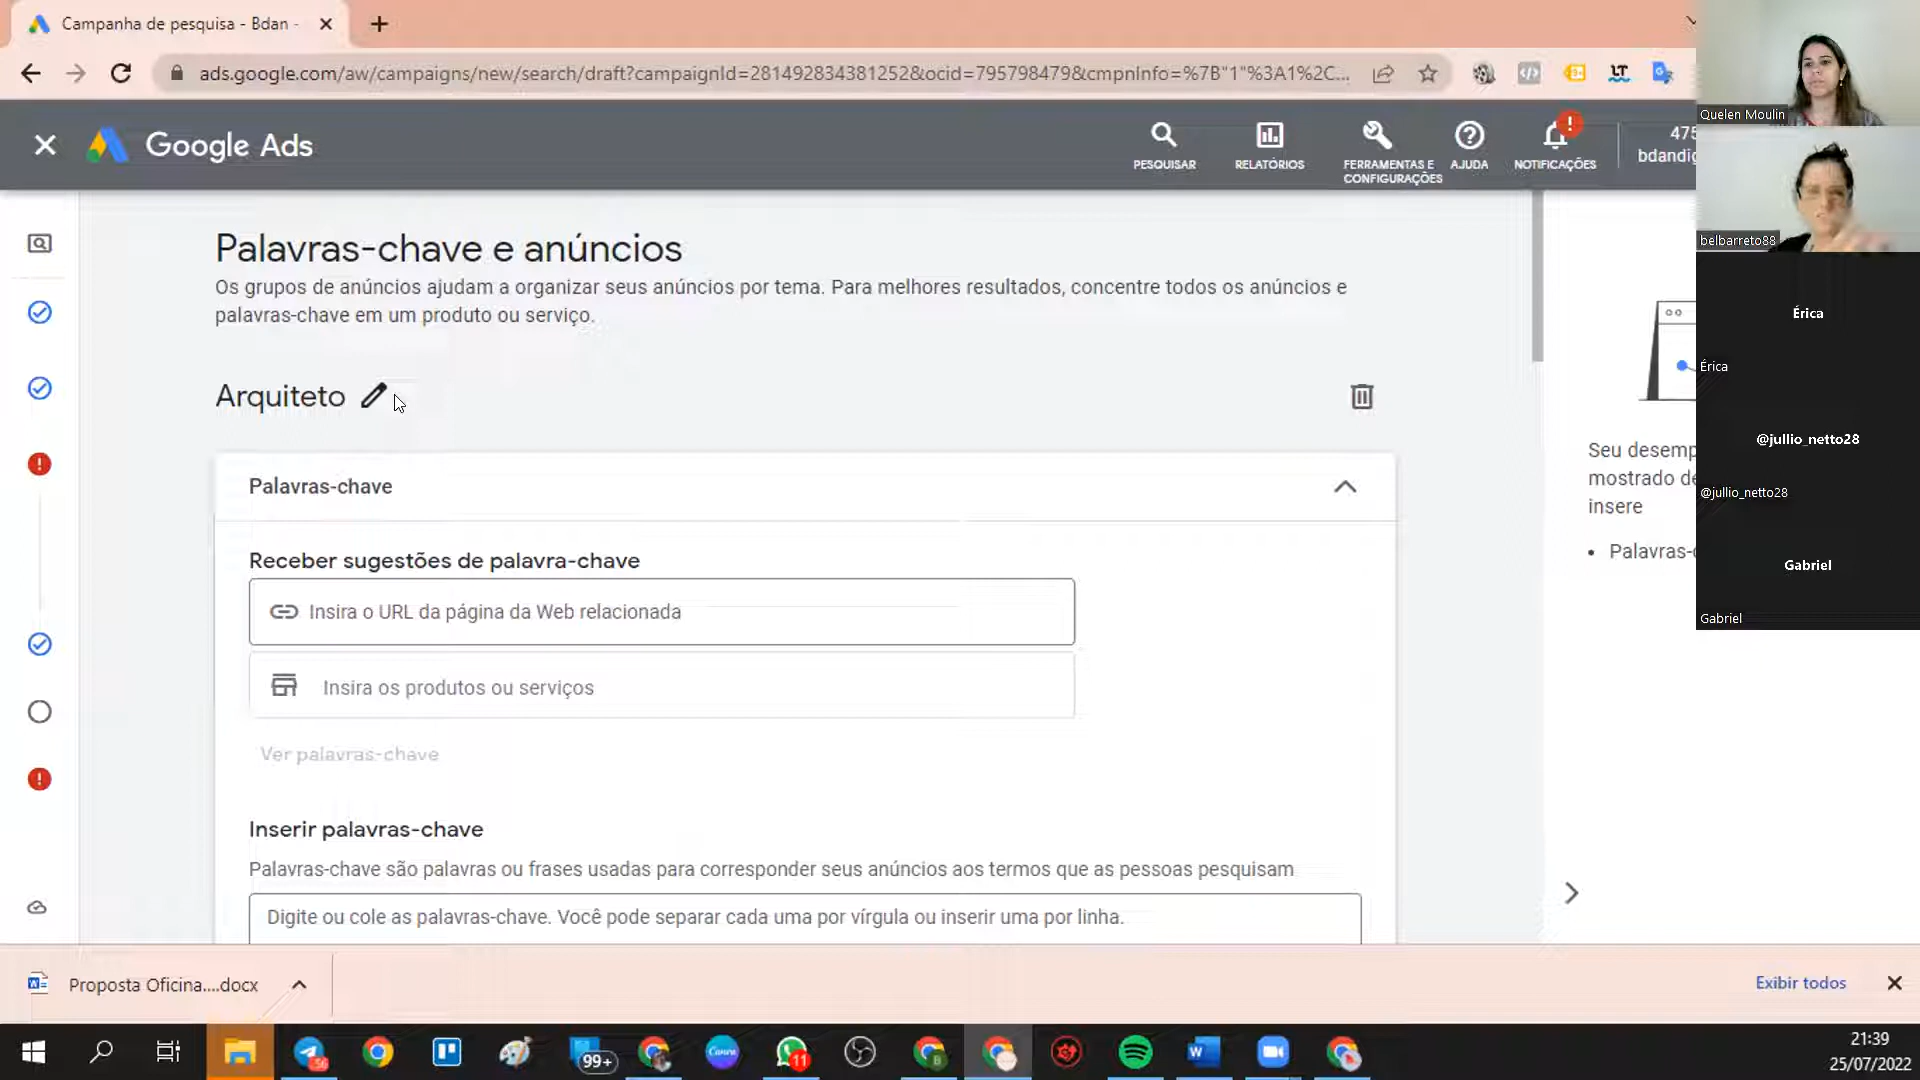 Campanha de pesquisa - Bdan -
ads.google.com/aw/campaigns/new/search/draft?campaignId=281492834381252&ocid=795798479&cmpnInfo=%7B"1"%3A1%2C...
Google Ads
PESQUISAR
RELATÓRIOS
FERRAMENTAS E
CONFIGURAÇÕES
AJUDA
NOTIFICAÇÕES
475
bdandig
Quelen Moulin
belbarreto88
Érica
Érica
@jullio_netto28
@jullio_netto28
Gabriel
Gabriel
Palavras-chave e anúncios
Os grupos de anúncios ajudam a organizar seus anúncios por tema. Para melhores resultados, concentre todos os anúncios e
palavras-chave em um produto ou serviço.
Arquiteto
Palavras-chave
Receber sugestões de palavra-chave
Insira o URL da página da Web relacionada
Insira os produtos ou serviços
Ver palavras-chave
Inserir palavras-chave
Palavras-chave são palavras ou frases usadas para corresponder seus anúncios aos termos que as pessoas pesquisam
Digite ou cole as palavras-chave. Você pode separar cada uma por vírgula ou inserir uma por linha.
Seu desemp
mostrado de
insere
• Palavras-c
Proposta Oficina....docx
Exibir todos
56
99+
Canva
11
21:39
25/07/2022